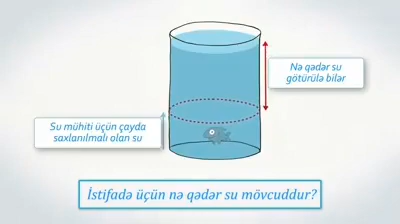 Nə qədər su
götürülə bilər
Su mühiti üçün çayda
saxlanılmalı olan su
İstifadə üçün nə qədər su mövcuddur?